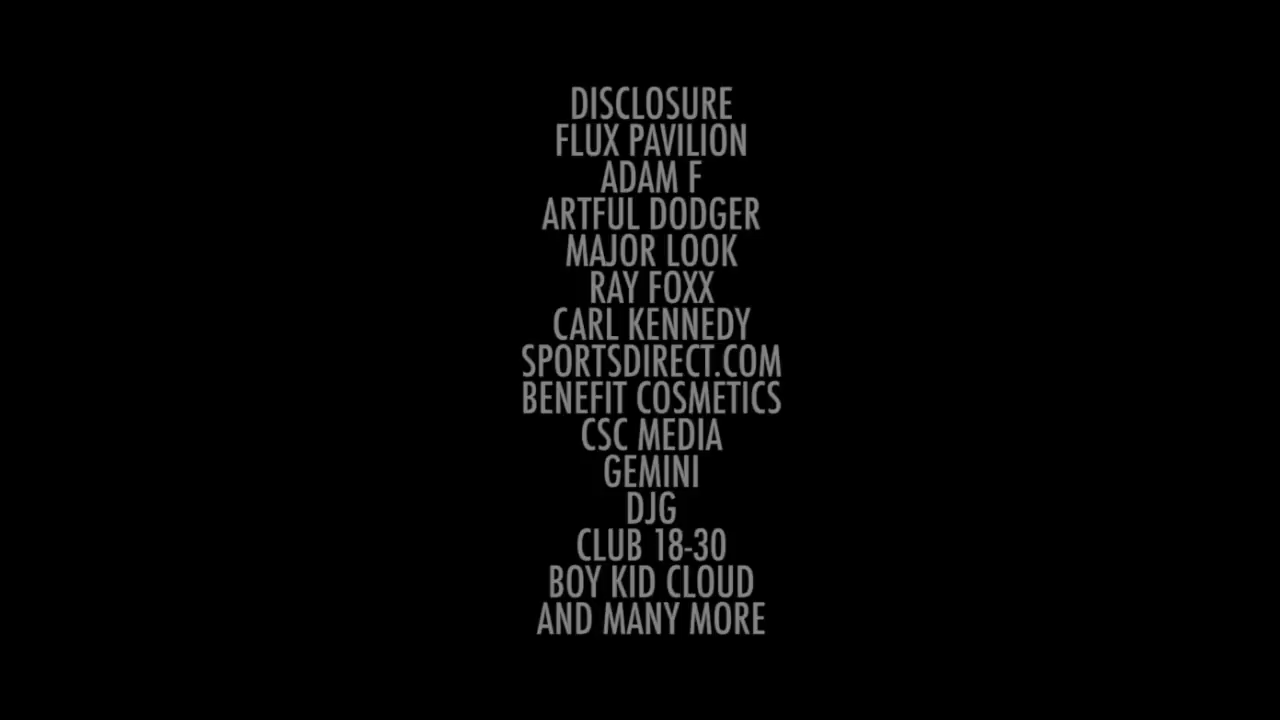 DISCLOSURE
FLUX PAVILION
ADAM F
ARTFUL DODGER
MAJOR LOOK
RAY FOXX
CARL KENNEDY
SPORTSDIRECT.COM
BENEFIT COSMETICS
CSC MEDIA
GEMINI
DJG
CLUB 18-30
BOY KID CLOUD
AND MANY MORE